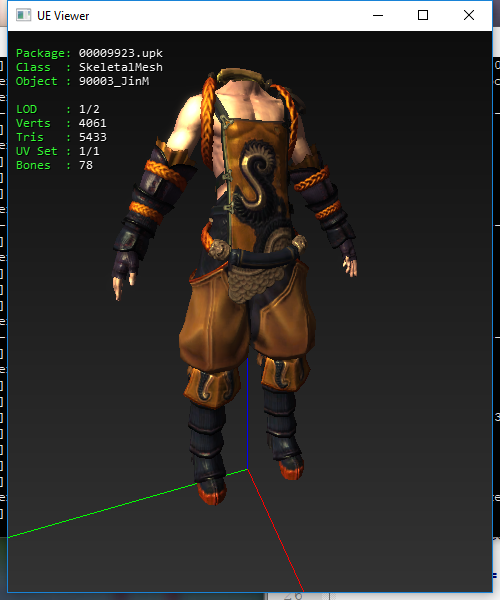 UE Viewer
Package: 00009923.upk
Class : SkeletalMesh
Object : 90003_JinM
LOD : 1/2
Verts : 4061
Tris : 5433
UV Set : 1/1
Bones : 78